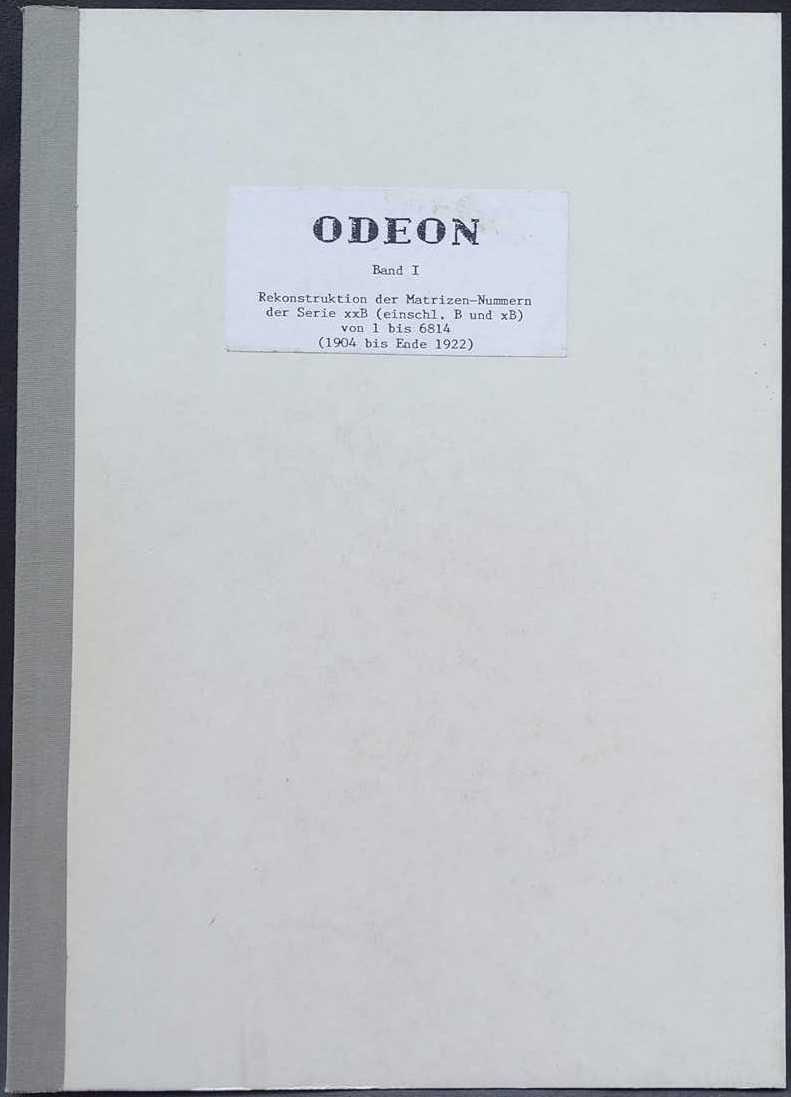 ODEON
Band I
Rekonstruktion der Matrizen-Nummern
der Serie xxB (einschl. B und xB)
von 1 bis 6814
(1904 bis Ende 1922)